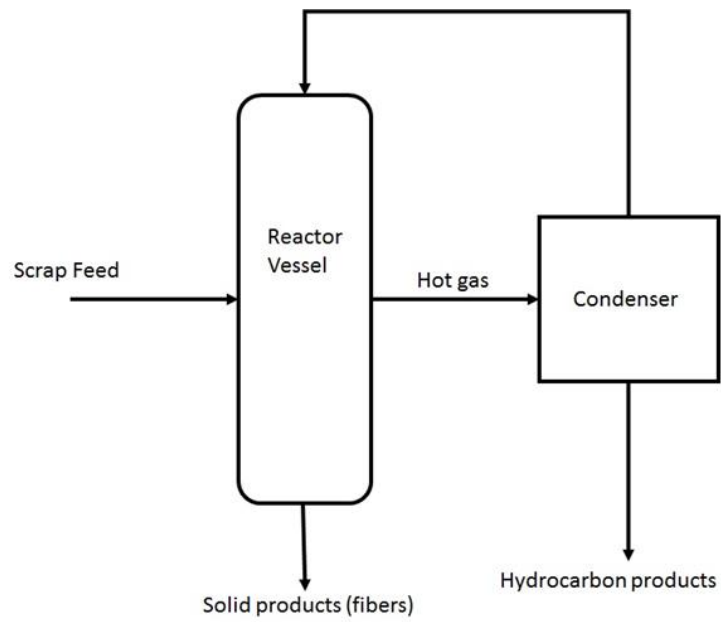 Reactor
Vessel
Scrap Feed
Hot gas
Condenser
Hydrocarbon products
Solid products (fibers)